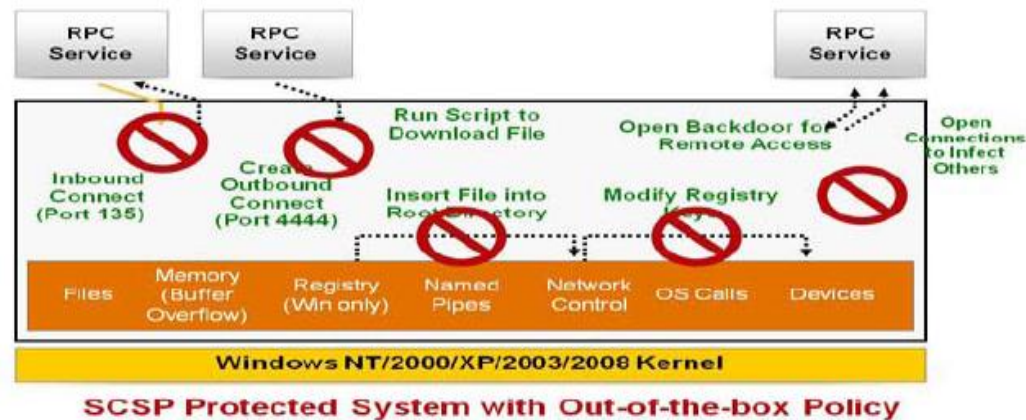 RPC
Service
RPC
Service
RPC
Service
Run Script to
Download File
Open Backdoor for
Remote Access
Open
Connections
to Infect
Others
Inbound
Connect
(Port 135)
Create
Outbound
Connect
(Port 4444)
Insert File into
Root Directory
Modify Registry
Files
Memory
(Buffer
Overflow)
Registry
(Win only)
Named
Pipes
Network
Control
OS Calls
Devices
Windows NT/2000/XP/2003/2008 Kernel
SCSP Protected System with Out-of-the-box Policy